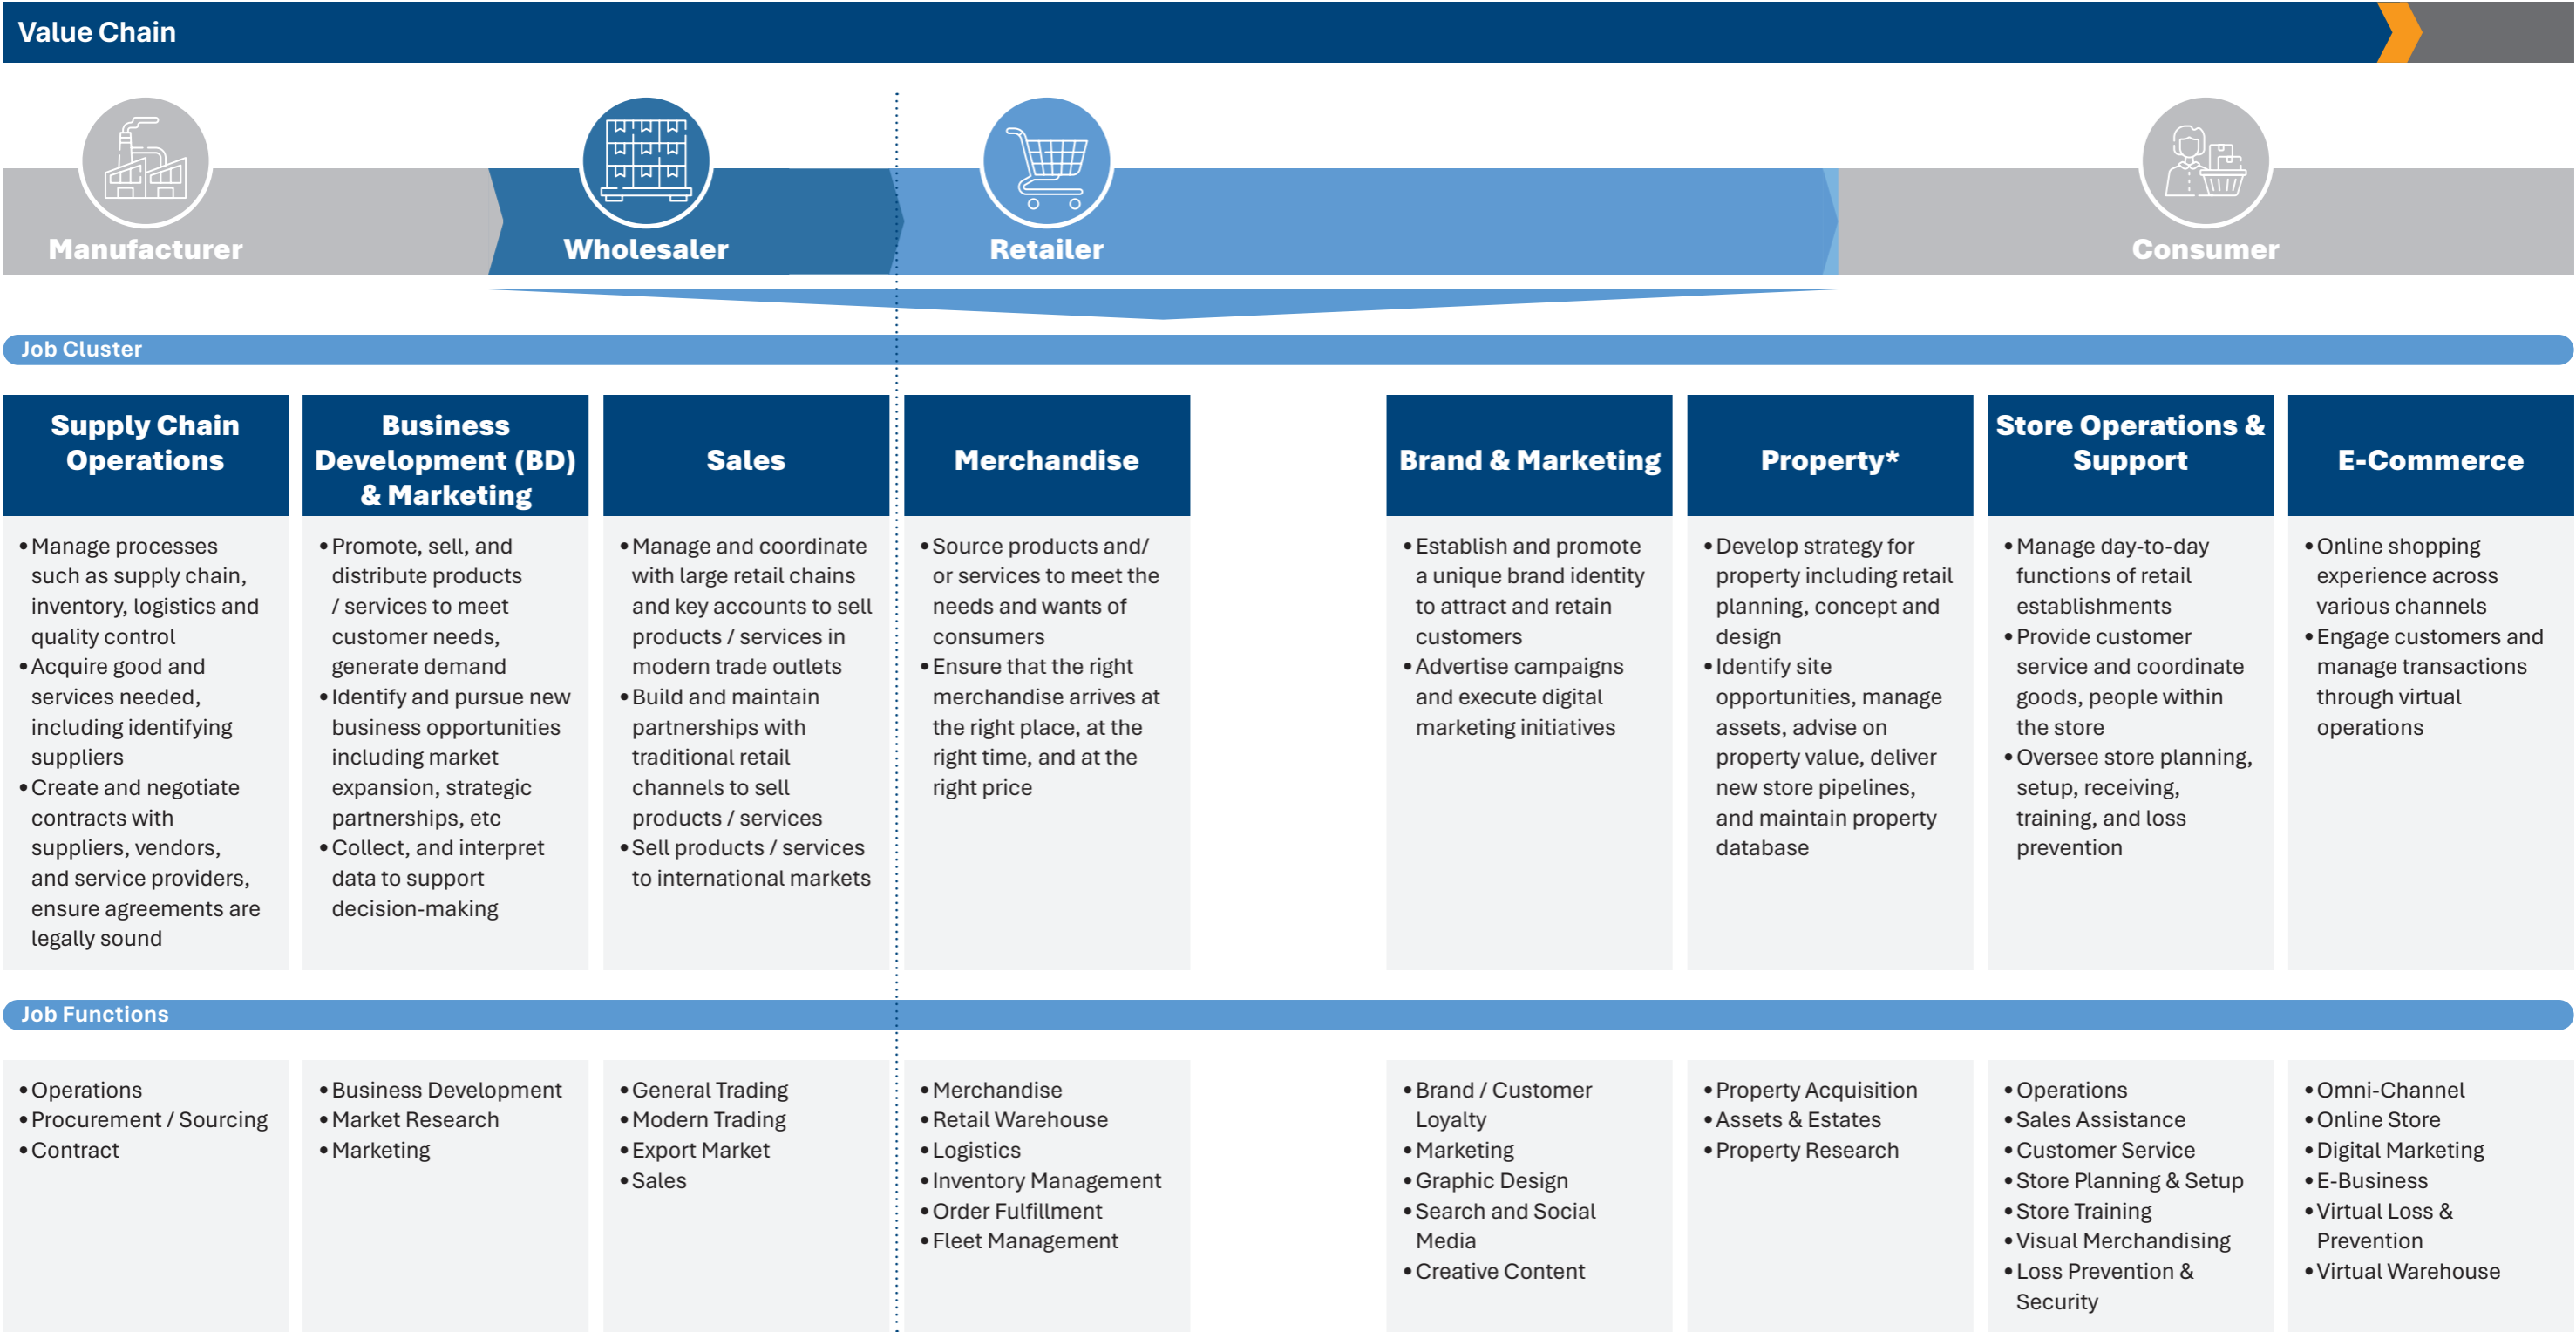 Value Chain
Manufacturer
Wholesaler
Retailer
Consumer
Job Cluster
Supply Chain
Operations
•Manage processes
such as supply chain,
inventory, logistics and
quality control
•Acquire good and
services needed,
including identifying
suppliers
•Create and negotiate
contracts with
suppliers, vendors,
and service providers,
ensure agreements are
legally sound
Business
Development (BD)
& Marketing
•Promote, sell, and
distribute products
/ services to meet
customer needs,
generate demand
•Identify and pursue new
business opportunities
including market
expansion, strategic
partnerships, etc
•Collect, and interpret
data to support
decision-making
Sales
•Manage and coordinate
with large retail chains
and key accounts to sell
products / services in
modern trade outlets
•Build and maintain
partnerships with
traditional retail
channels to sell
products / services
•Sell products / services
to international markets
Merchandise
•Source products and/
or services to meet the
needs and wants of
consumers
•Ensure that the right
merchandise arrives at
the right place, at the
right time, and at the
right price
Brand & Marketing
•Establish and promote
a unique brand identity
to attract and retain
customers
•Advertise campaigns
and execute digital
marketing initiatives
Property*
•Develop strategy for
property including retail
planning, concept and
design
•Identify site
opportunities, manage
assets, advise on
property value, deliver
new store pipelines,
and maintain property
database
Store Operations &
Support
•Manage day-to-day
functions of retail
establishments
•Provide customer
service and coordinate
goods, people within
the store
•Oversee store planning,
setup, receiving,
training, and loss
prevention
E-Commerce
•Online shopping
experience across
various channels
•Engage customers and
manage transactions
through virtual
operations
Job Functions
•Operations
•Procurement / Sourcing
•Contract
•Business Development
•Market Research
•Marketing
•General Trading
•Modern Trading
•Export Market
•Sales
•Merchandise
•Retail Warehouse
•Logistics
•Inventory Management
•Order Fulfillment
•Fleet Management
•Brand / Customer
Loyalty
•Marketing
•Graphic Design
•Search and Social
Media
•Creative Content
•Property Acquisition
•Assets & Estates
•Property Research
•Operations
•Sales Assistance
•Customer Service
•Store Planning & Setup
•Store Training
•Visual Merchandising
•Loss Prevention &
Security
•Omni-Channel
•Online Store
•Digital Marketing
•E-Business
•Virtual Loss &
Prevention
•Virtual Warehouse